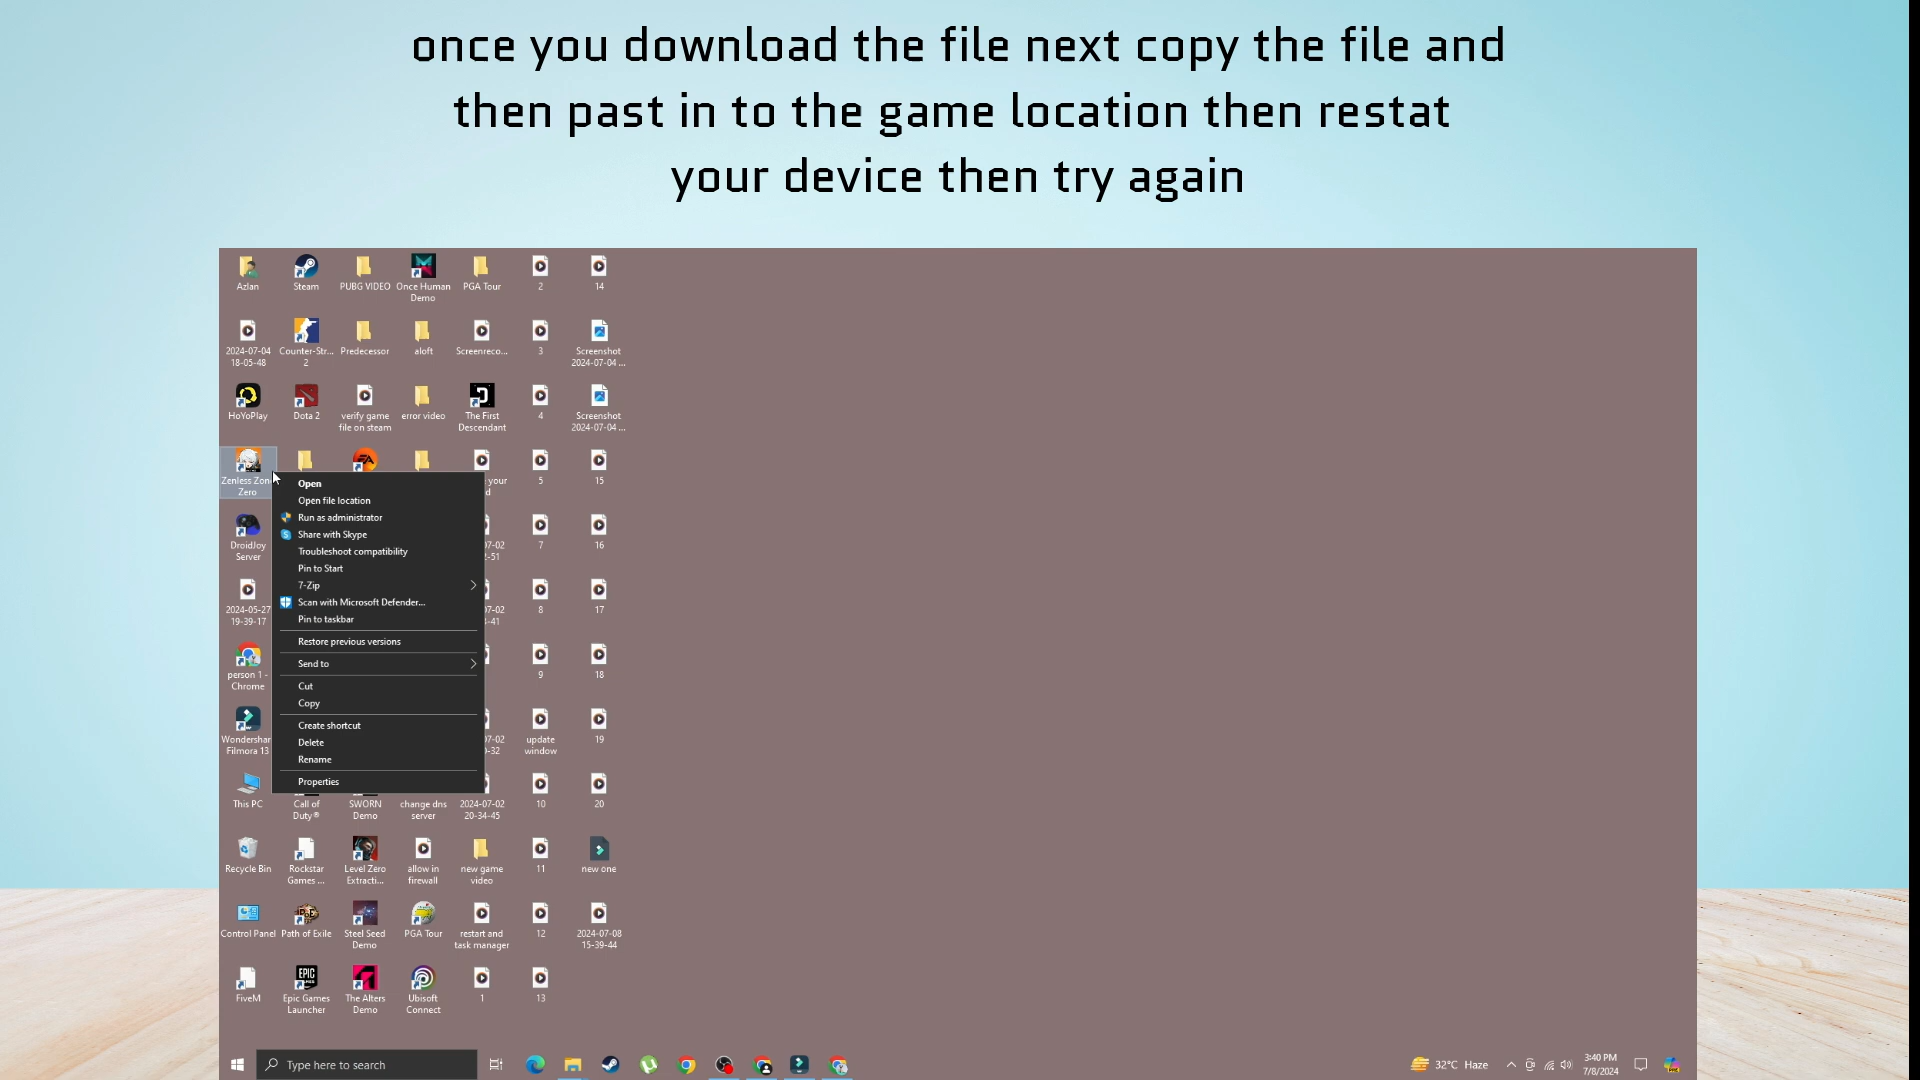 once you download the file next copy the file and
then past in to the game location then restat
your device then try again
Azlan
Steam
PUBG VIDEO
Once Human
Demo
PGA Tour
2
14
2024-07-04
18-05-48
Counter-Str...
2
Predecessor
aloft
Screenreco...
3
Screenshot
2024-07-04 ...
HoYoPlay
Dota 2
verify game
file on steam
error video
The First
Descendant
4
Screenshot
2024-07-04 ...
Zenless Zon
Zero
your
d
5
15
DroidJoy
Server
07-02
-51
7
16
2024-05-27
19-39-17
07-02
-41
8
17
person 1 -
Chrome
9
18
Wondershar
Filmora 13
07-02
-32
update
window
19
Open
Open file location
Run as administrator
Share with Skype
Troubleshoot compatibility
Pin to Start
7-Zip
Scan with Microsoft Defender...
Pin to taskbar
Restore previous versions
Send to
Cut
Copy
Create shortcut
Delete
Rename
Properties
This PC
Call of
Duty®
SWORN
Demo
change dns
server
2024-07-02
20-34-45
10
20
Recycle Bin
Rockstar
Games ...
Level Zero
Extracti...
allow in
firewall
new game
video
11
new one
Control Panel
Path of Exile
Steel Seed
Demo
PGA Tour
restart and
task manager
12
2024-07-08
15-39-44
FiveM
EPIC
Epic Games
Launcher
The Alters
Demo
Ubisoft
Connect
1
13
Type here to search
32°C Haze
3:40 PM
7/8/2024